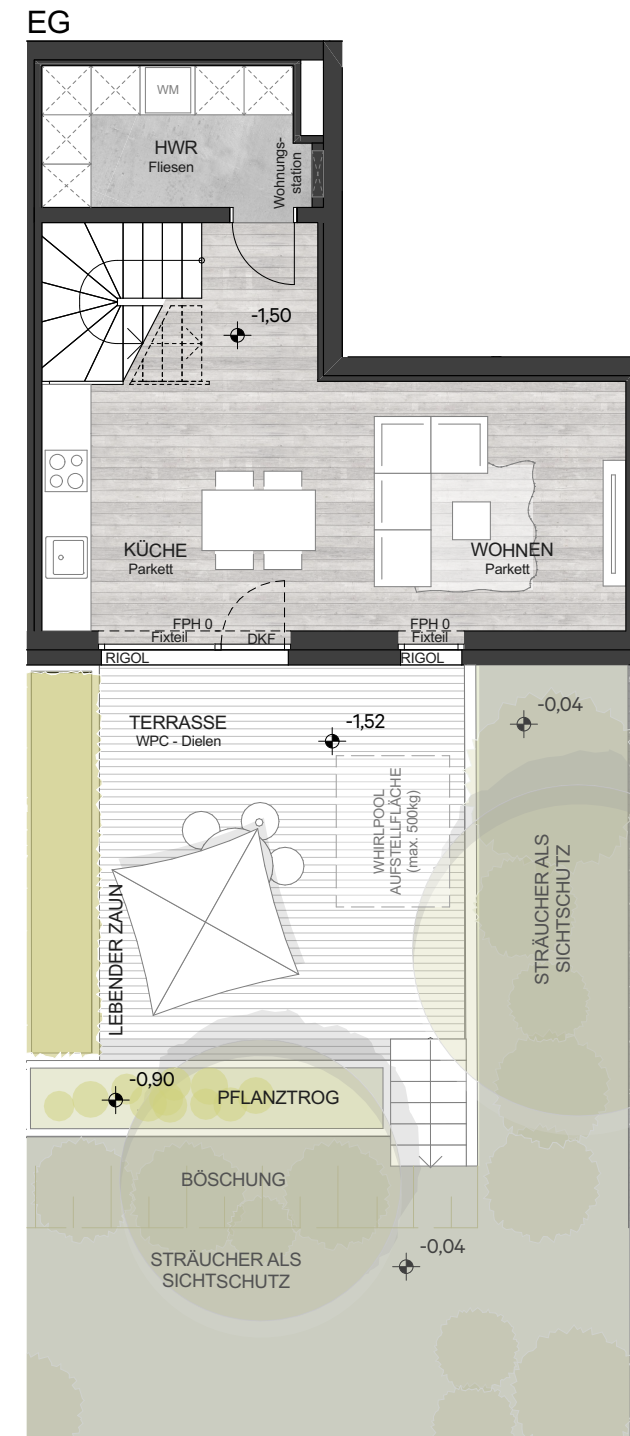 EG
WM
HWR
Fliesen
Wohnungs-
station
-1,50
KÜCHE
Parkett
WOHNEN
Parkett
FPH 0
Fixteil
DKF
FPH 0
Fixteil
RIGOL
RIGOL
TERRASSE
WPC - Dielen
-1,52
-0,04
WHIRLPOOL
AUFSTELLFLÄCHE
(max. 500kg)
STRÄUCHER ALS
SICHTSCHUTZ
LEBENDER ZAUN
-0,90
PFLANZTROG
BÖSCHUNG
STRÄUCHER ALS
SICHTSCHUTZ
-0,04